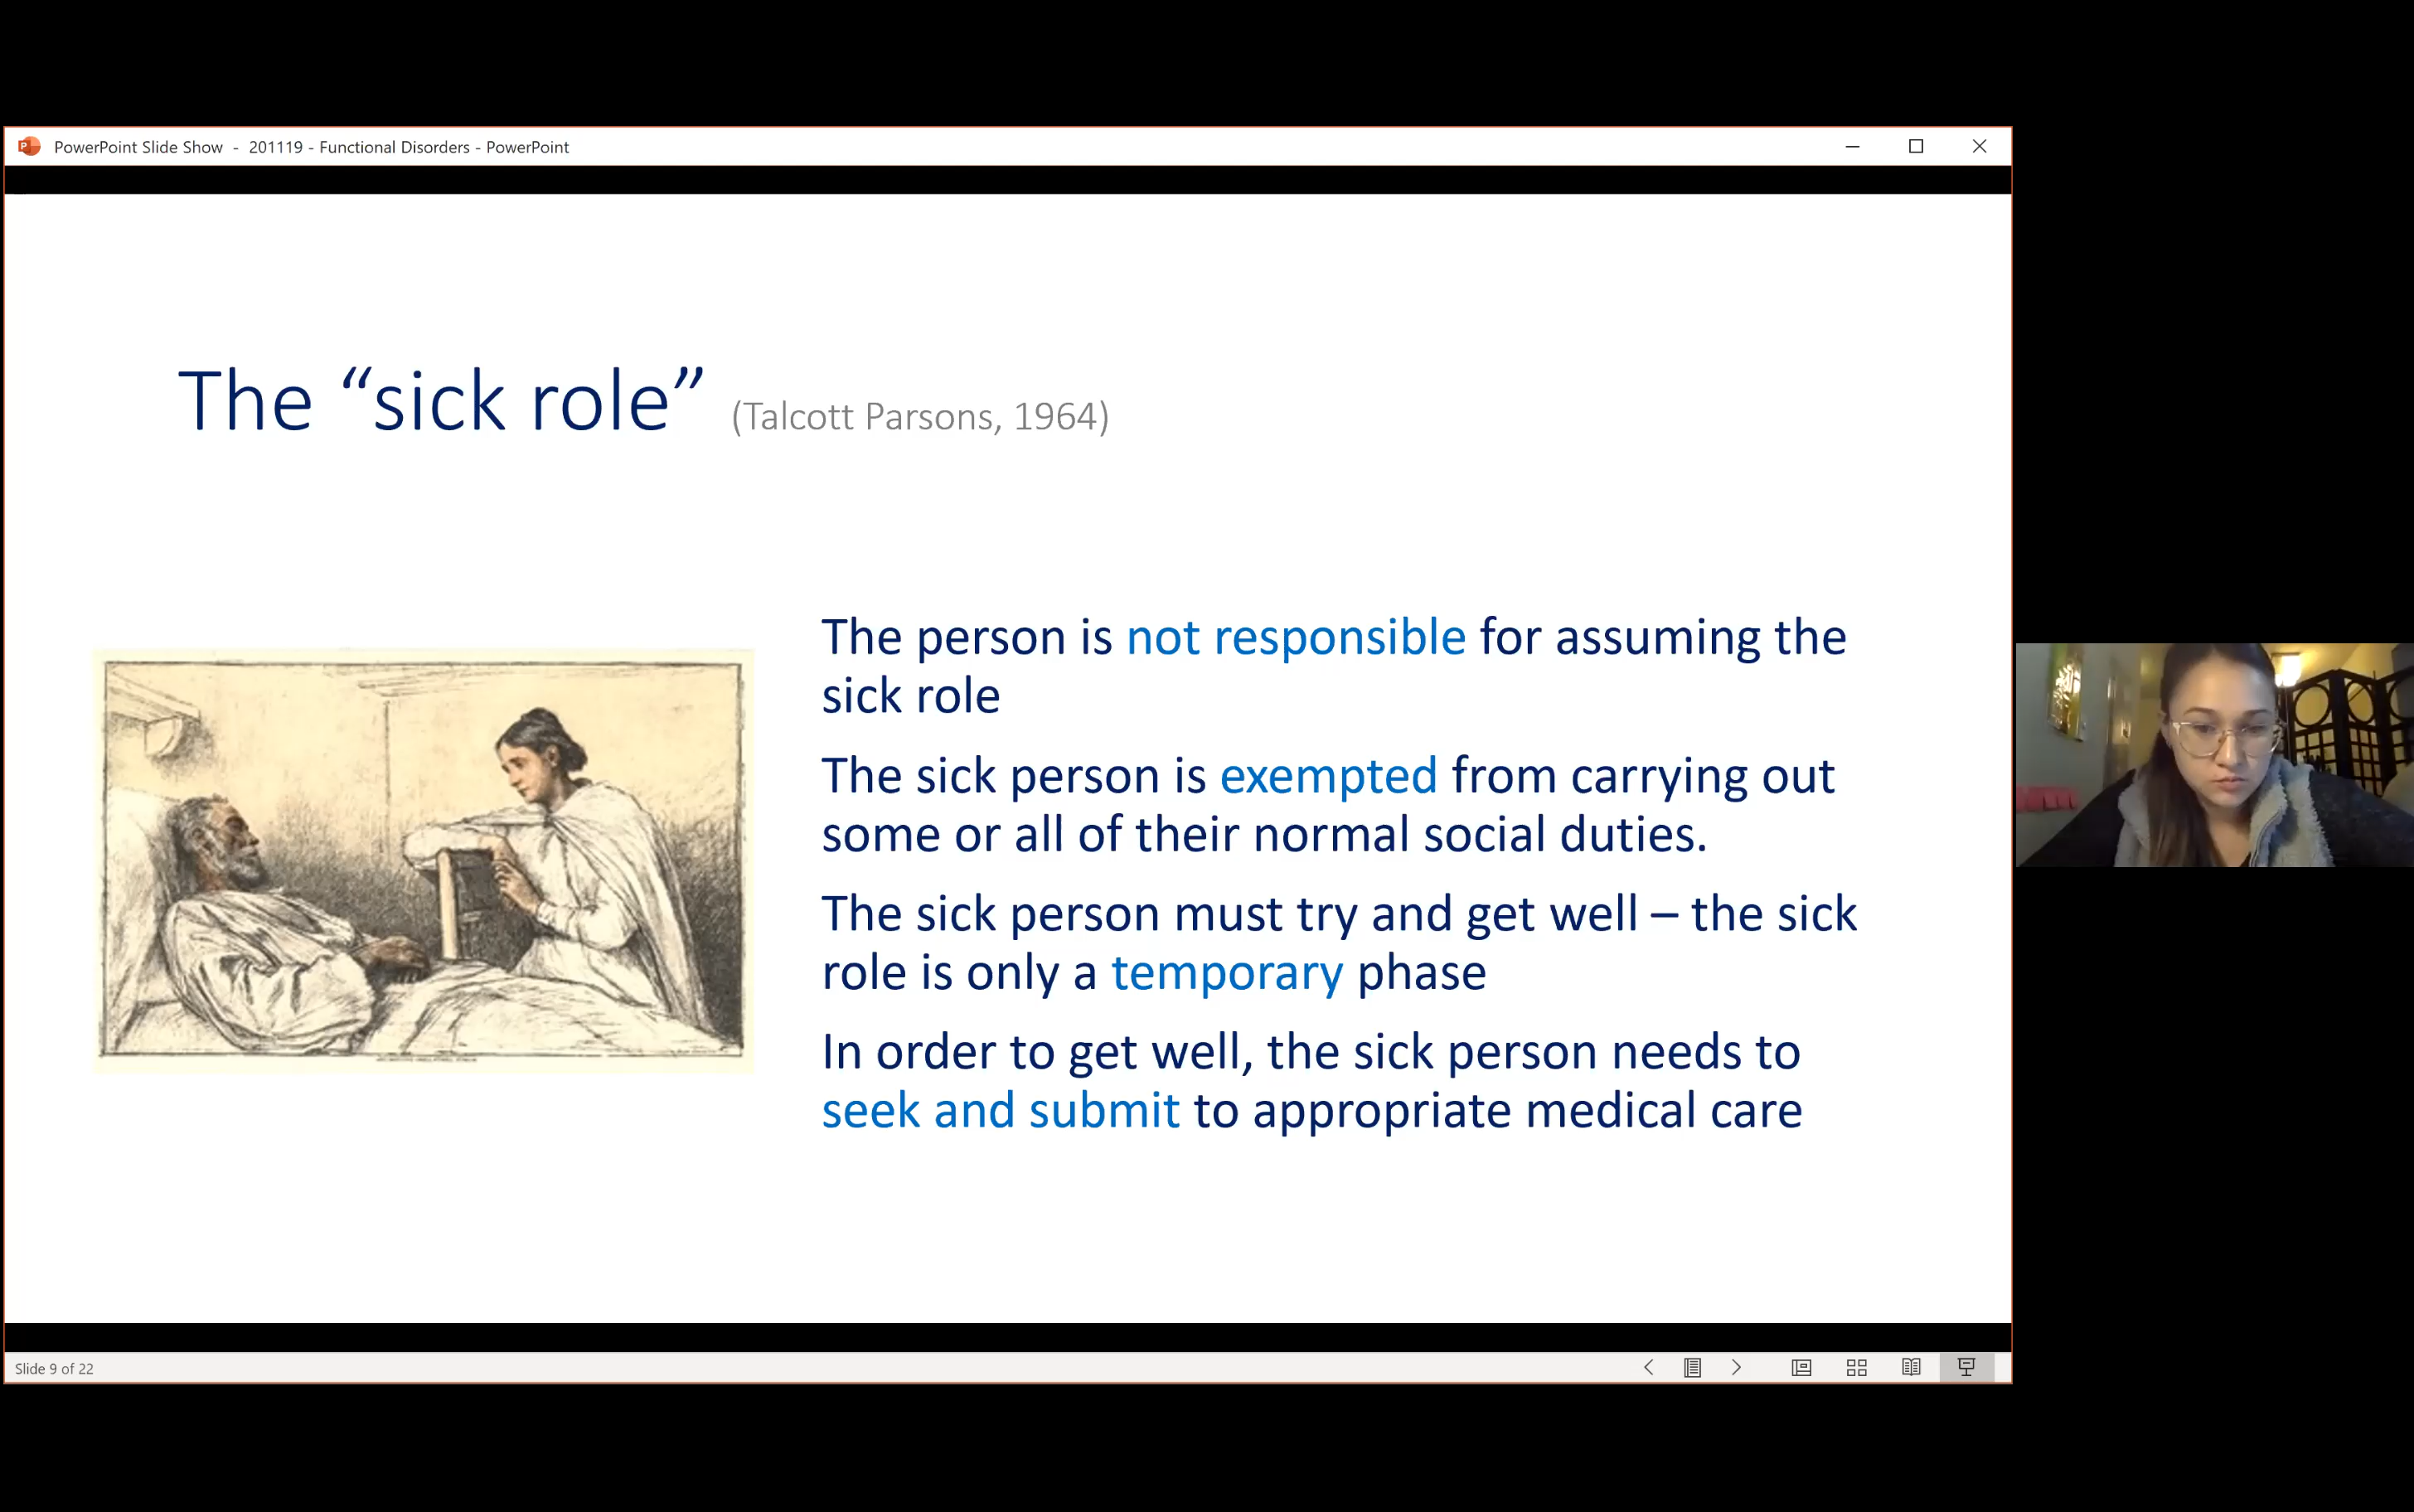 PowerPoint Slide Show - 201119 - Functional Disorders - PowerPoint
The “sick role” (Talcott Parsons, 1964)
The person is not responsible for assuming the
sick role
The sick person is exempted from carrying out
some or all of their normal social duties.
The sick person must try and get well – the sick
role is only a temporary phase
In order to get well, the sick person needs to
seek and submit to appropriate medical care
Slide 9 of 22